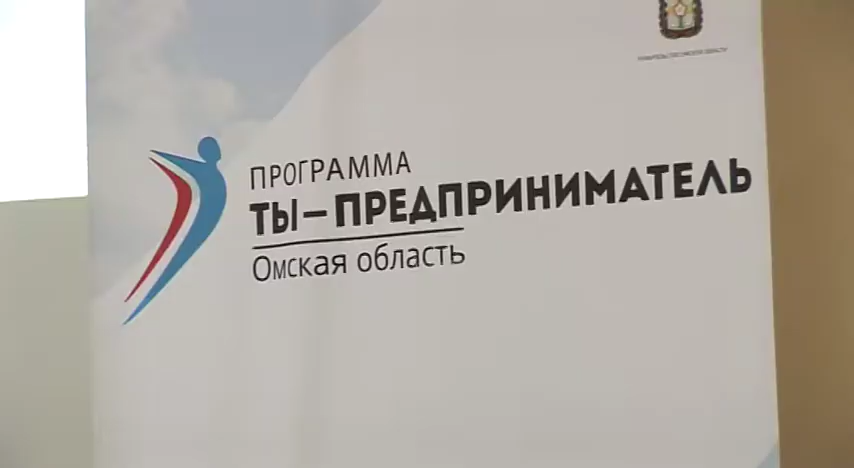 ПРОГРАММА
ТЫ–ПРЕДПРИНИМАТЕЛЬ
Омская область